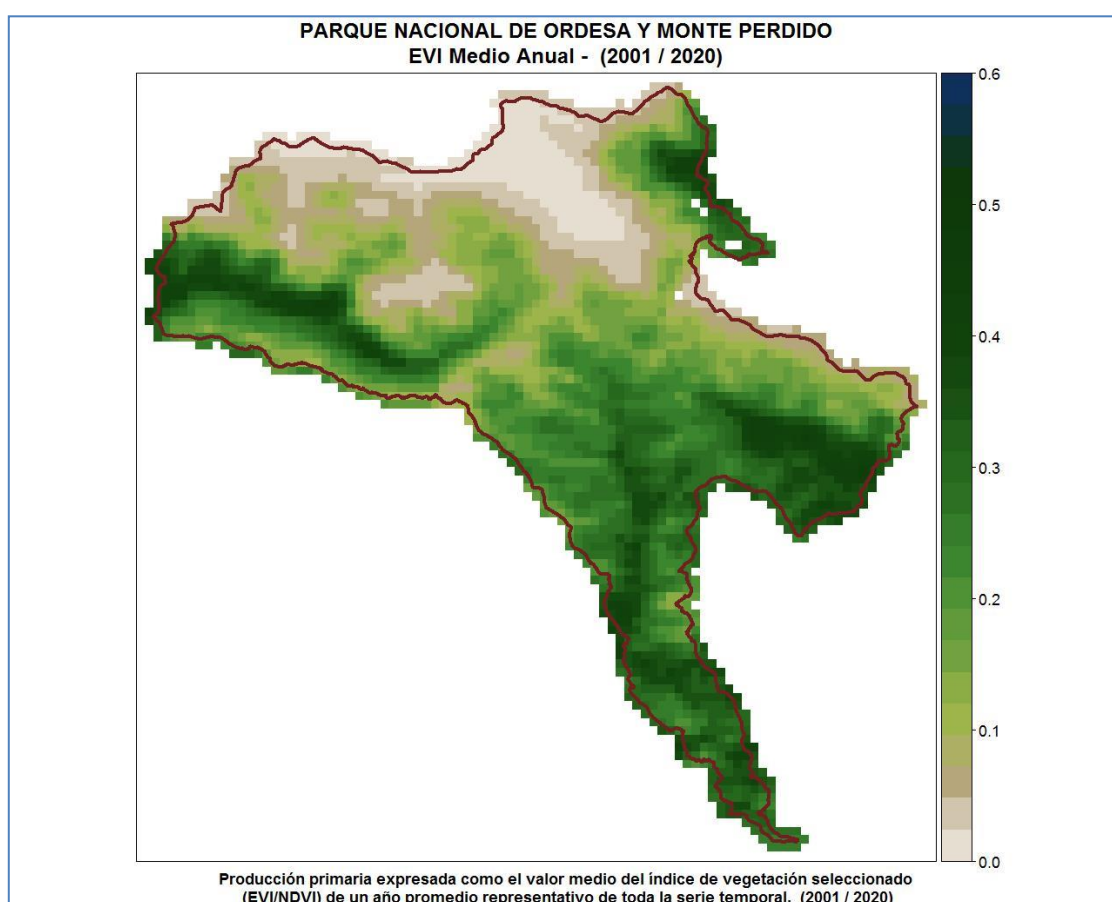 PARQUE NACIONAL DE ORDESA Y MONTE PERDIDO
EVI Medio Anual - (2001 / 2020)
0.6
0.5
0.4
0.3
0.2
0.1
0.0
Producción primaria expresada como el valor medio del índice de vegetación seleccionado
(EVI/NDVI) de un año promedio representativo de toda la serie temporal. (2001 / 2020)